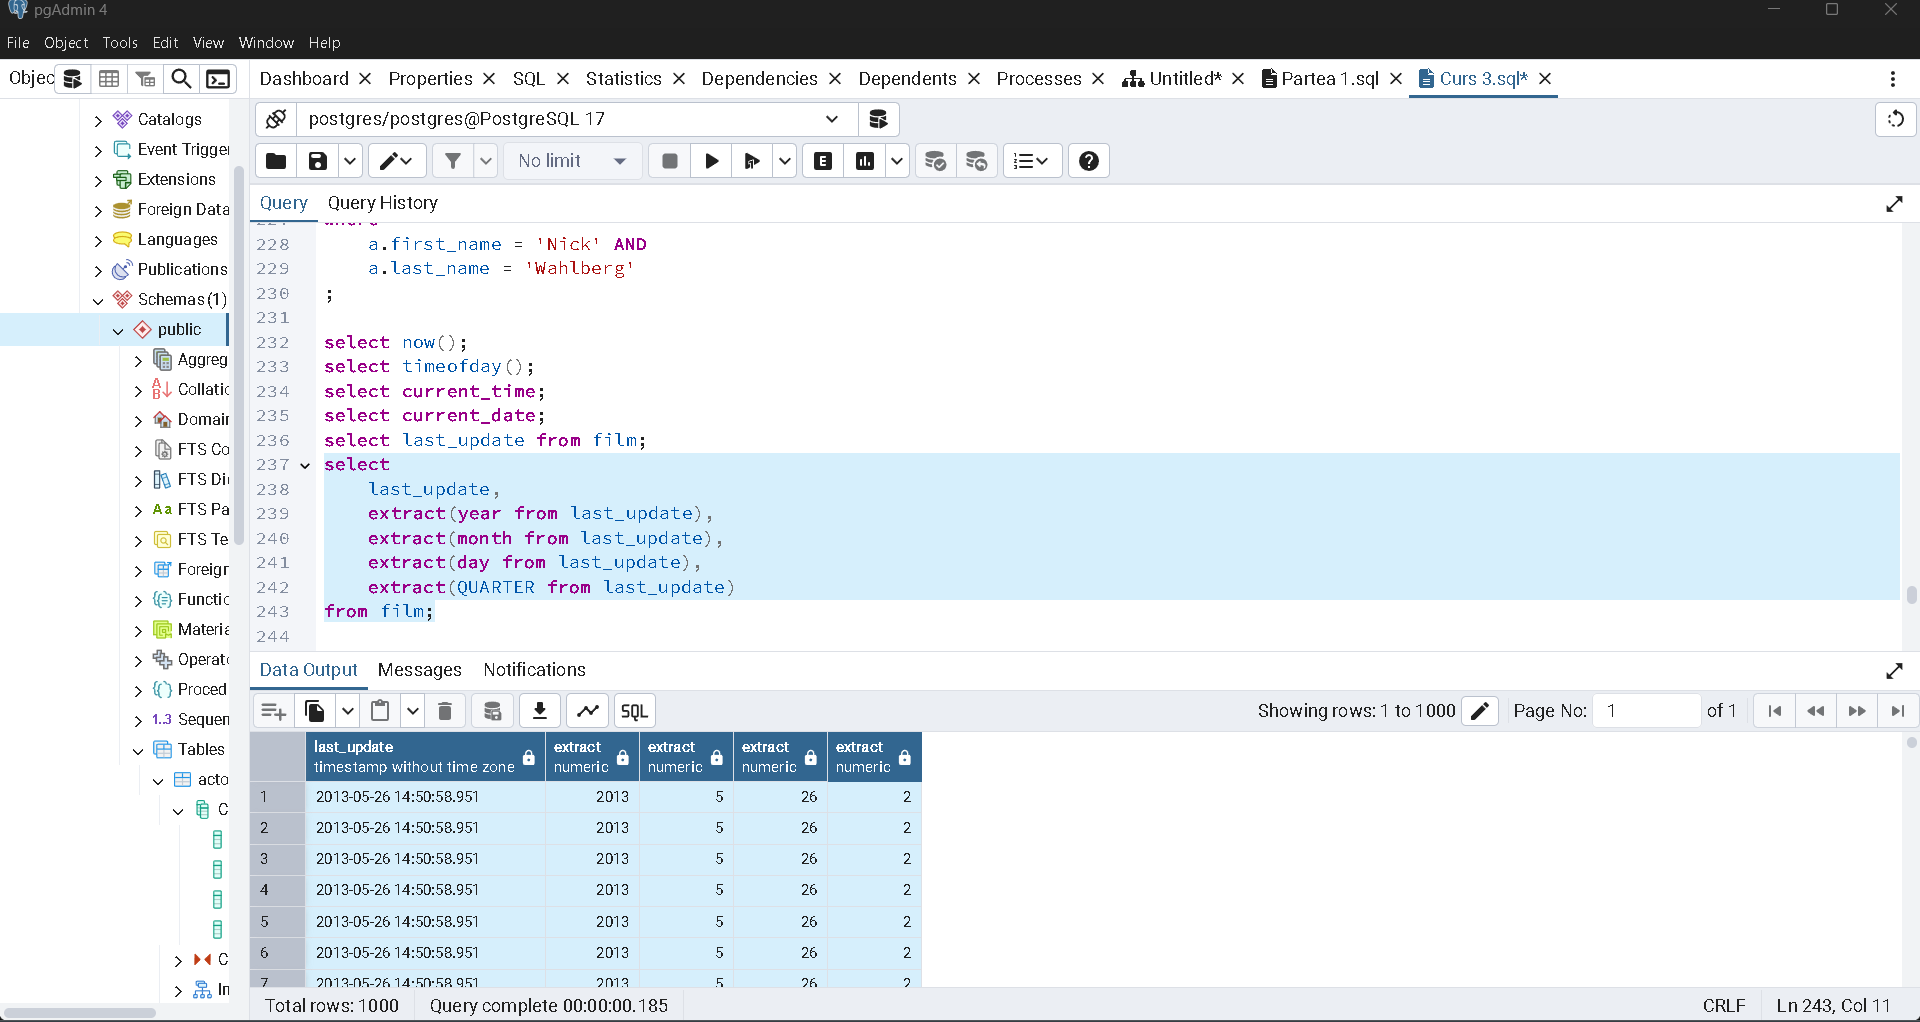 pgAdmin 4
File Object Tools Edit View Window Help
Objec
Dashboard Properties SQL Statistics Dependencies Dependents Processes Untitled* Partea 1.sql Curs 3.sql*
Catalogs
Event Trigge
Extensions
Foreign Data
Languages
Publications
Schemas (1)
public
Aggreg
Collatio
Domair
FTS Co
FTS Di
Aa FTS Pa
FTS Te
Foreigr
Functio
Materia
Operato
Proced
1..3 Sequen
Tables
acto
C
C
In
postgres/postgres@PostgreSQL 17
No limit
E
Query Query History
228 a.first_name = 'Nick' AND
229 a.last_name = 'Wahlberg'
230 ;
231
232 select now();
233 select timeofday();
234 select current_time;
235 select current_date;
236 select last_update from film;
237 select
238 last_update,
239 extract(year from last_update),
240 extract(month from last_update),
241 extract(day from last_update),
242 extract(QUARTER from last_update)
243 from film;
244
Data Output Messages Notifications
SQL Showing rows: 1 to 1000 Page No: 1 of 1
last_update extract extract extract extract
timestamp without time zone numeric numeric numeric numeric
1 2013-05-26 14:50:58.951 2013 5 26 2
2 2013-05-26 14:50:58.951 2013 5 26 2
3 2013-05-26 14:50:58.951 2013 5 26 2
4 2013-05-26 14:50:58.951 2013 5 26 2
5 2013-05-26 14:50:58.951 2013 5 26 2
6 2013-05-26 14:50:58.951 2013 5 26 2
7 2013-05-26 14:50:58.951 2013 5 26 2
Total rows: 1000 Query complete 00:00:00.185 CRLF Ln 243, Col 11